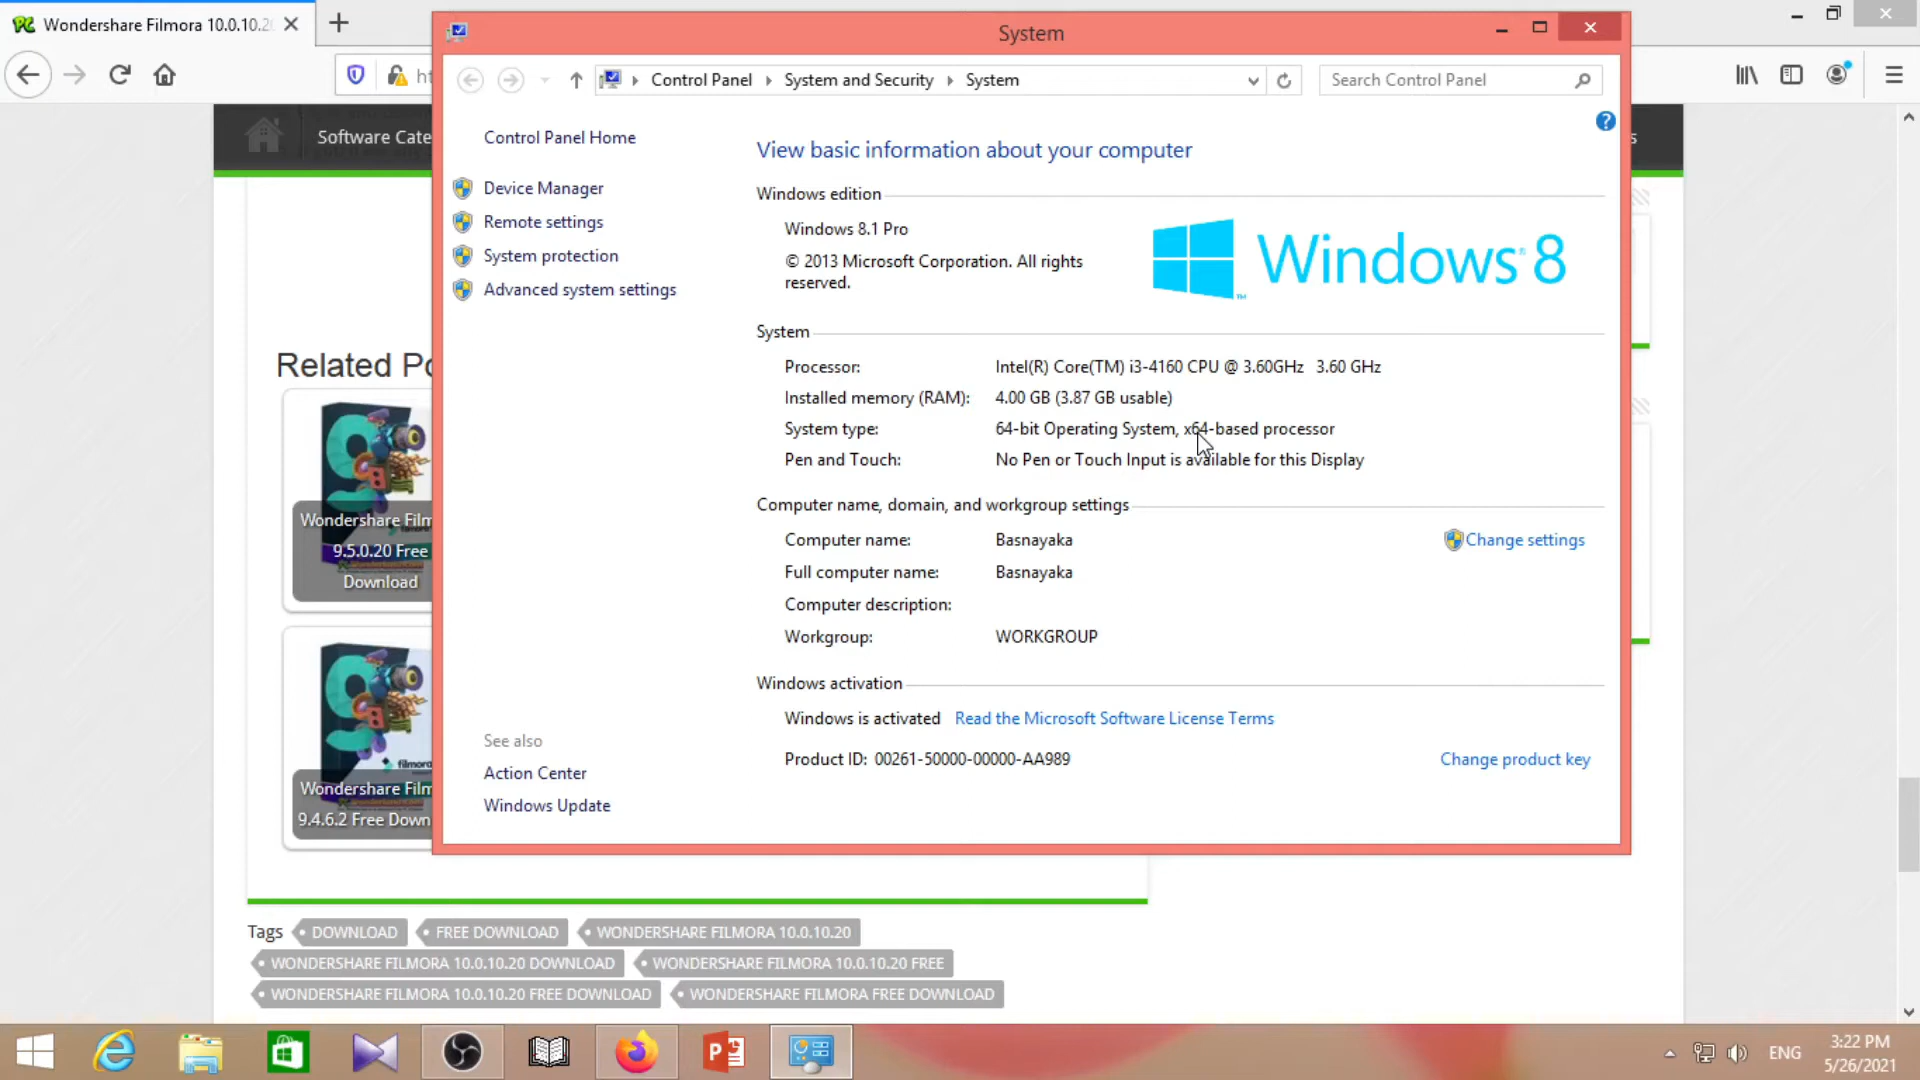 Wondershare Filmora 10.0.10.2
System
Control Panel
System and Security
System
Search Control Panel
Software Cate
Control Panel Home
Device Manager
Remote settings
System protection
Advanced system settings
View basic information about your computer
Windows edition
Windows 8.1 Pro
© 2013 Microsoft Corporation. All rights
reserved.
Windows 8
System
Processor: Intel(R) Core(TM) i3-4160 CPU @ 3.60GHz 3.60 GHz
Installed memory (RAM): 4.00 GB (3.87 GB usable)
System type: 64-bit Operating System, x64-based processor
Pen and Touch: No Pen or Touch Input is available for this Display
Computer name, domain, and workgroup settings
Computer name: Basnayaka
Change settings
Full computer name: Basnayaka
Computer description:
Workgroup: WORKGROUP
Windows activation
Windows is activated Read the Microsoft Software License Terms
Product ID: 00261-50000-00000-AA989
Change product key
See also
Action Center
Windows Update
Related Po
Wondershare Film
9.5.0.20 Free
Download
filmora
Wondershare Film
9.4.6.2 Free Down
Tags
DOWNLOAD
FREE DOWNLOAD
WONDERSHARE FILMORA 10.0.10.20
WONDERSHARE FILMORA 10.0.10.20 DOWNLOAD
WONDERSHARE FILMORA 10.0.10.20 FREE
WONDERSHARE FILMORA 10.0.10.20 FREE DOWNLOAD
WONDERSHARE FILMORA FREE DOWNLOAD
ENG
3:22 PM
5/26/2021